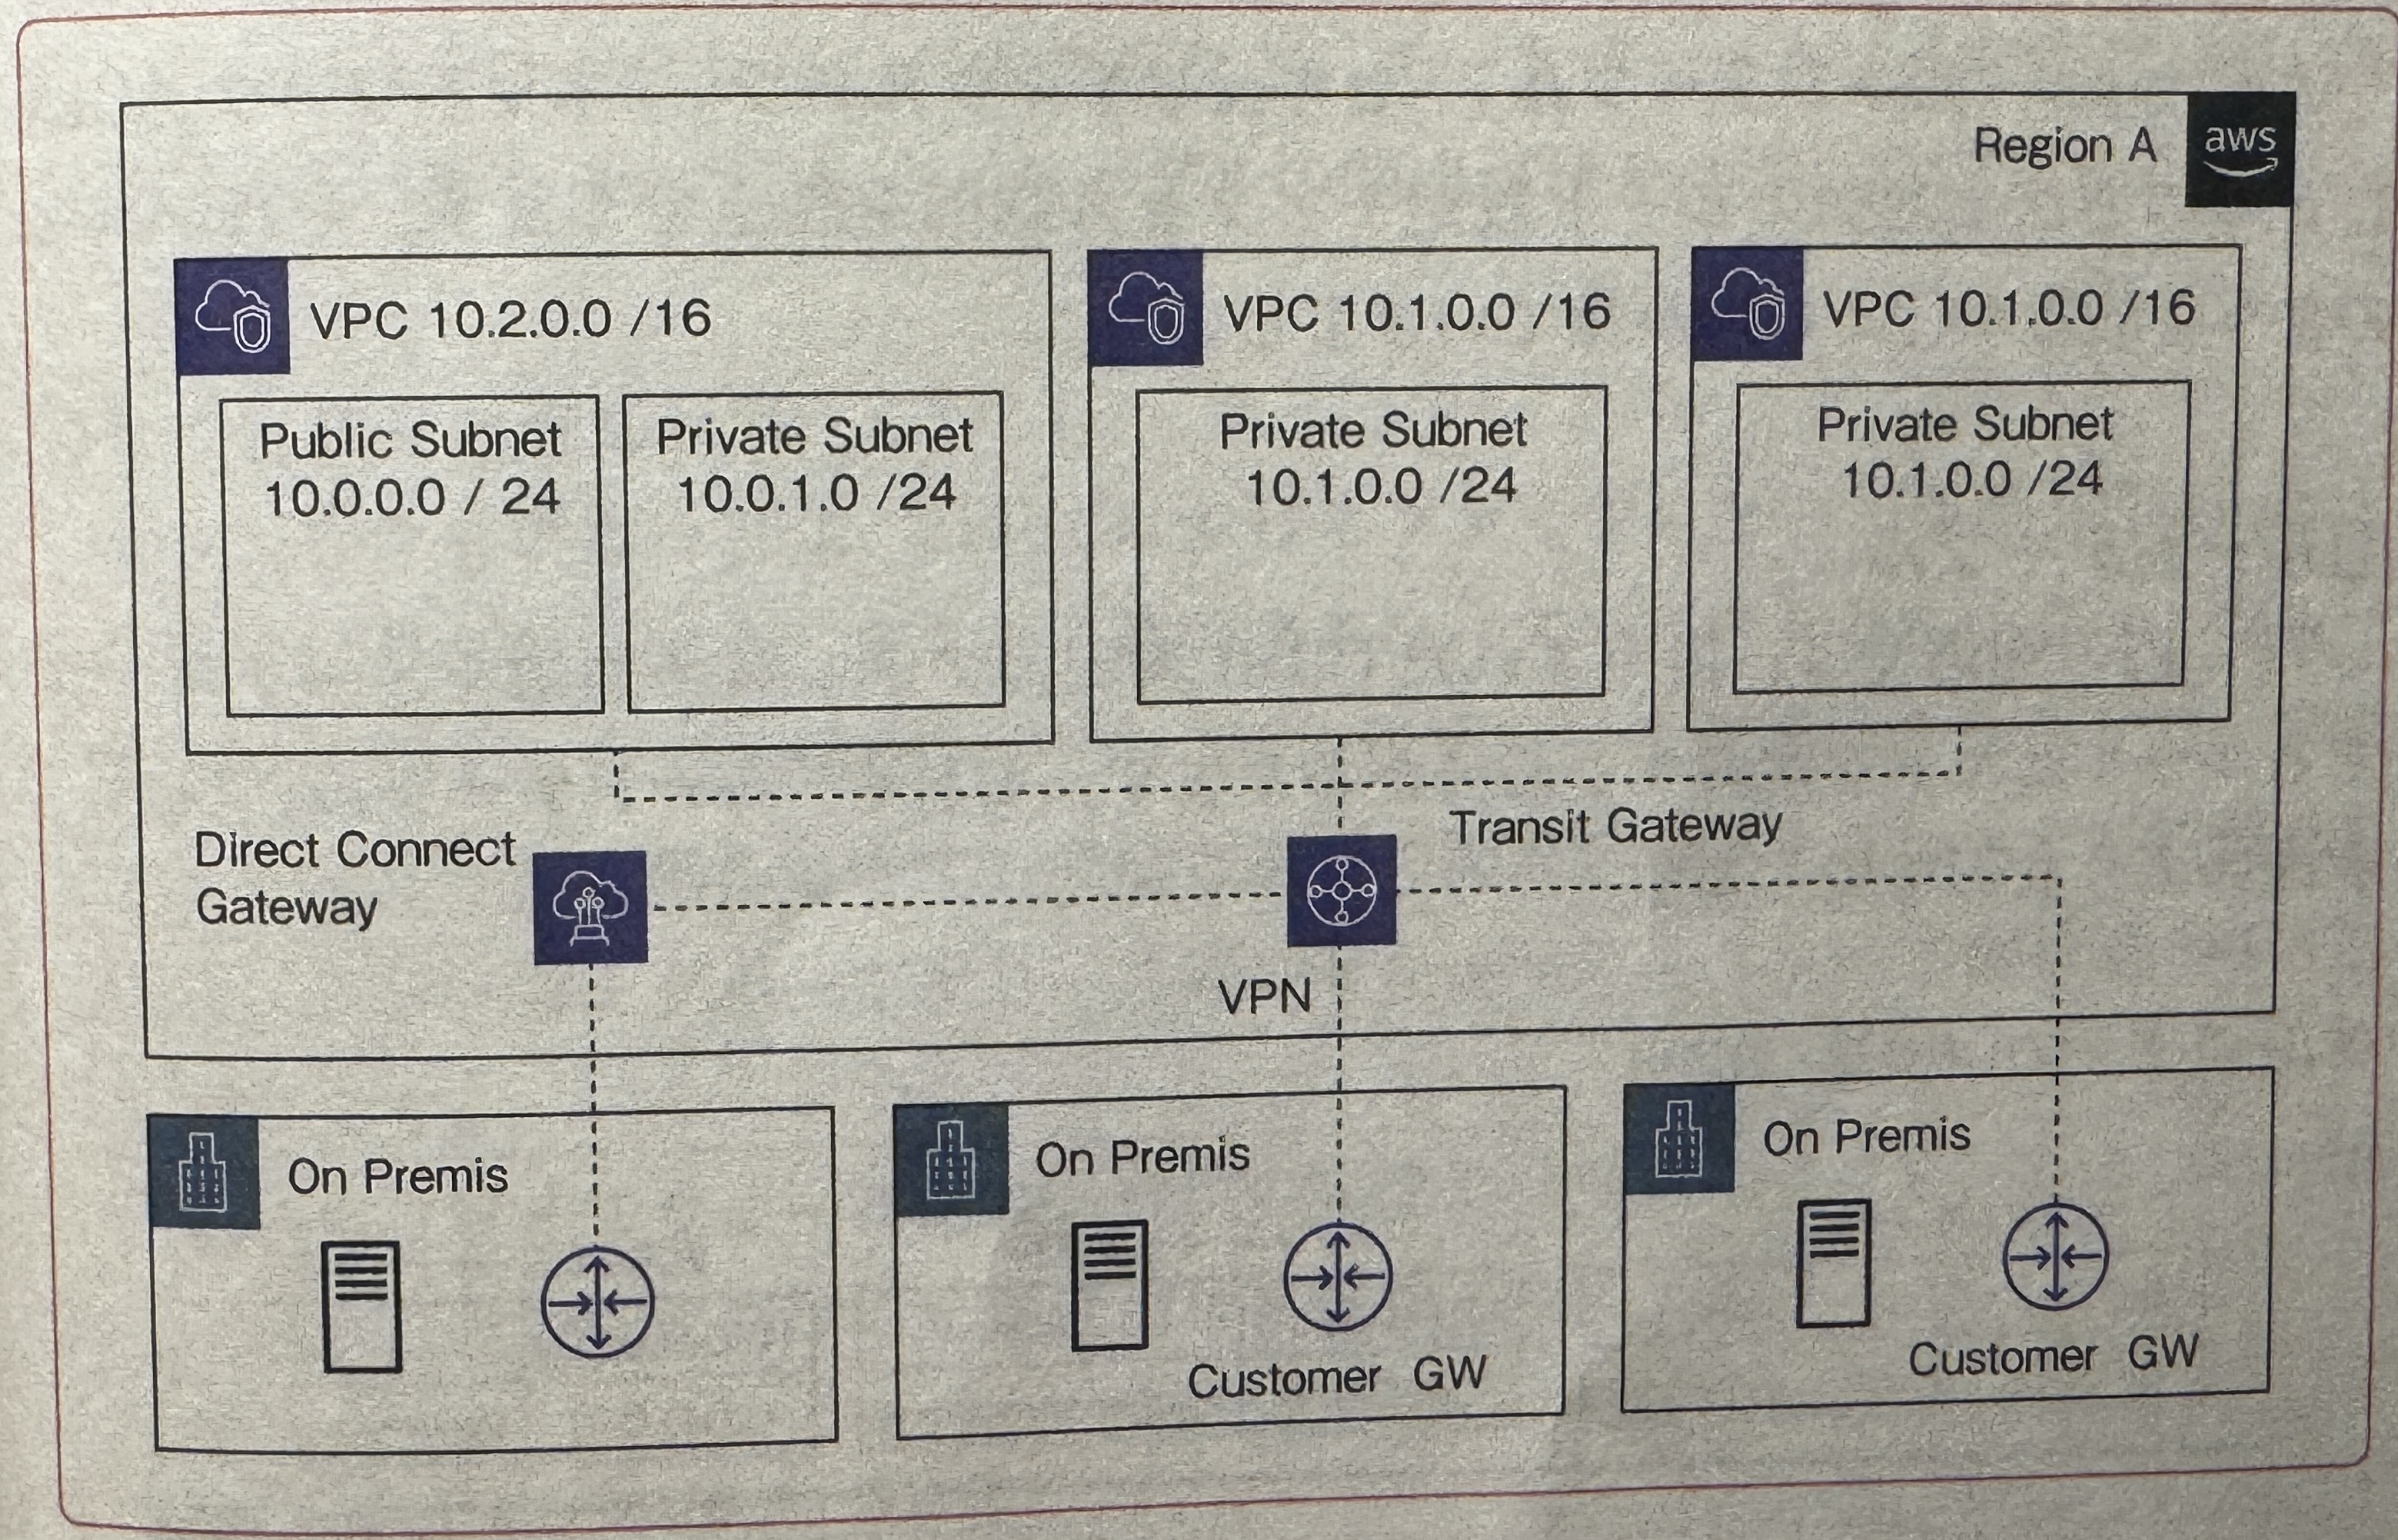 Region A
aws
VPC 10.2.0.0 /16
Public Subnet
10.0.0.0 / 24
Private Subnet
10.0.1.0 /24
VPC 10.1.0.0 /16
Private Subnet
10.1.0.0 /24
VPC 10.1.0.0 /16
Private Subnet
10.1.0.0 /24
Direct Connect
Gateway
Transit Gateway
VPN
On Premis
On Premis
Customer GW
On Premis
Customer GW